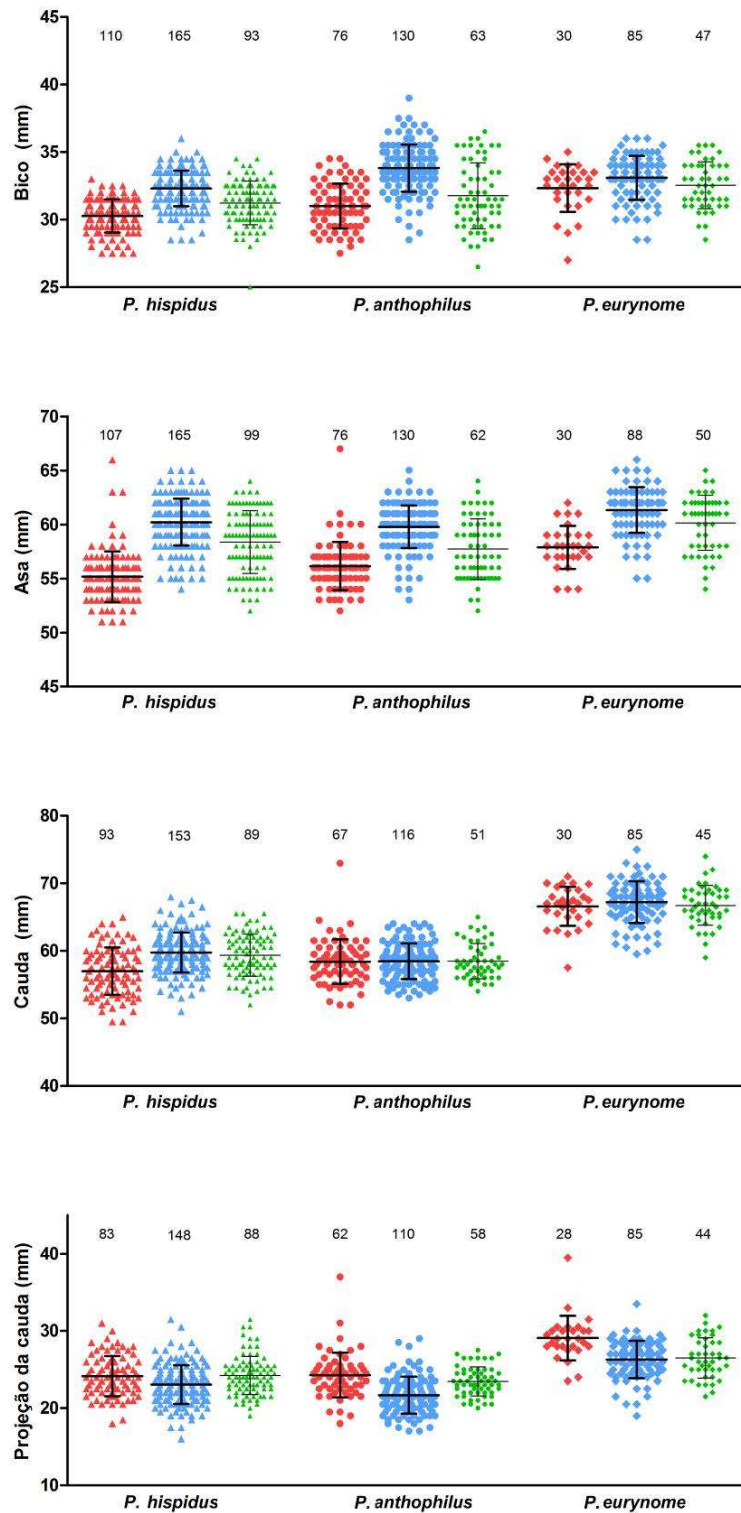 45
40
35
30
25
Bico (mm)
110 165 93 76 130 63 30 85 47
P. hispidus P. anthophilus P. eurynome
70
65
60
55
50
45
Asa (mm)
107 165 99 76 130 62 30 88 50
P. hispidus P. anthophilus P. eurynome
80
70
60
50
40
Cauda (mm)
93 153 89 67 116 51 30 85 45
P. hispidus P. anthophilus P. eurynome
40
30
20
10
Projeção da cauda (mm)
83 148 88 62 110 58 28 85 44
P. hispidus P. anthophilus P. eurynome